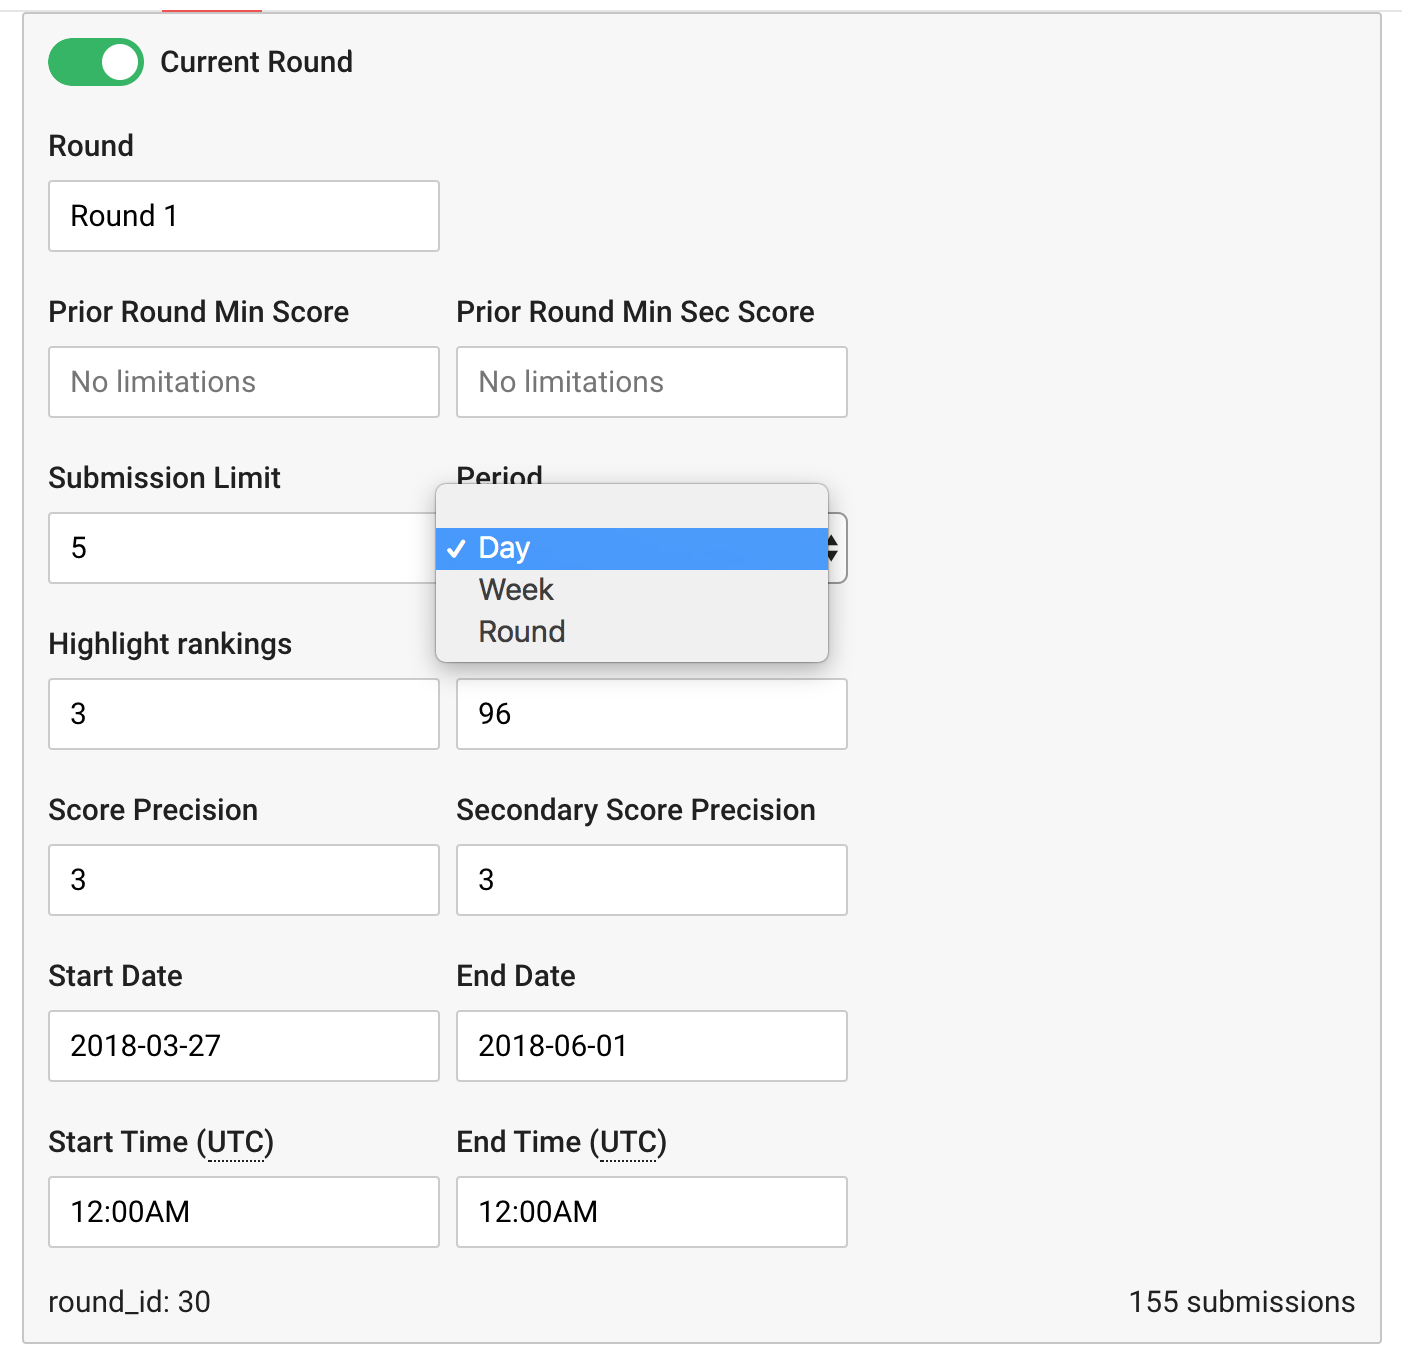 Current Round
Round
Round 1
Prior Round Min Score Prior Round Min Sec Score
No limitations No limitations
Submission Limit Period
5 Day
Week
Round
Highlight rankings
3 96
Score Precision Secondary Score Precision
3 3
Start Date End Date
2018-03-27 2018-06-01
Start Time (UTC) End Time (UTC)
12:00AM 12:00AM
round_id: 30 155 submissions